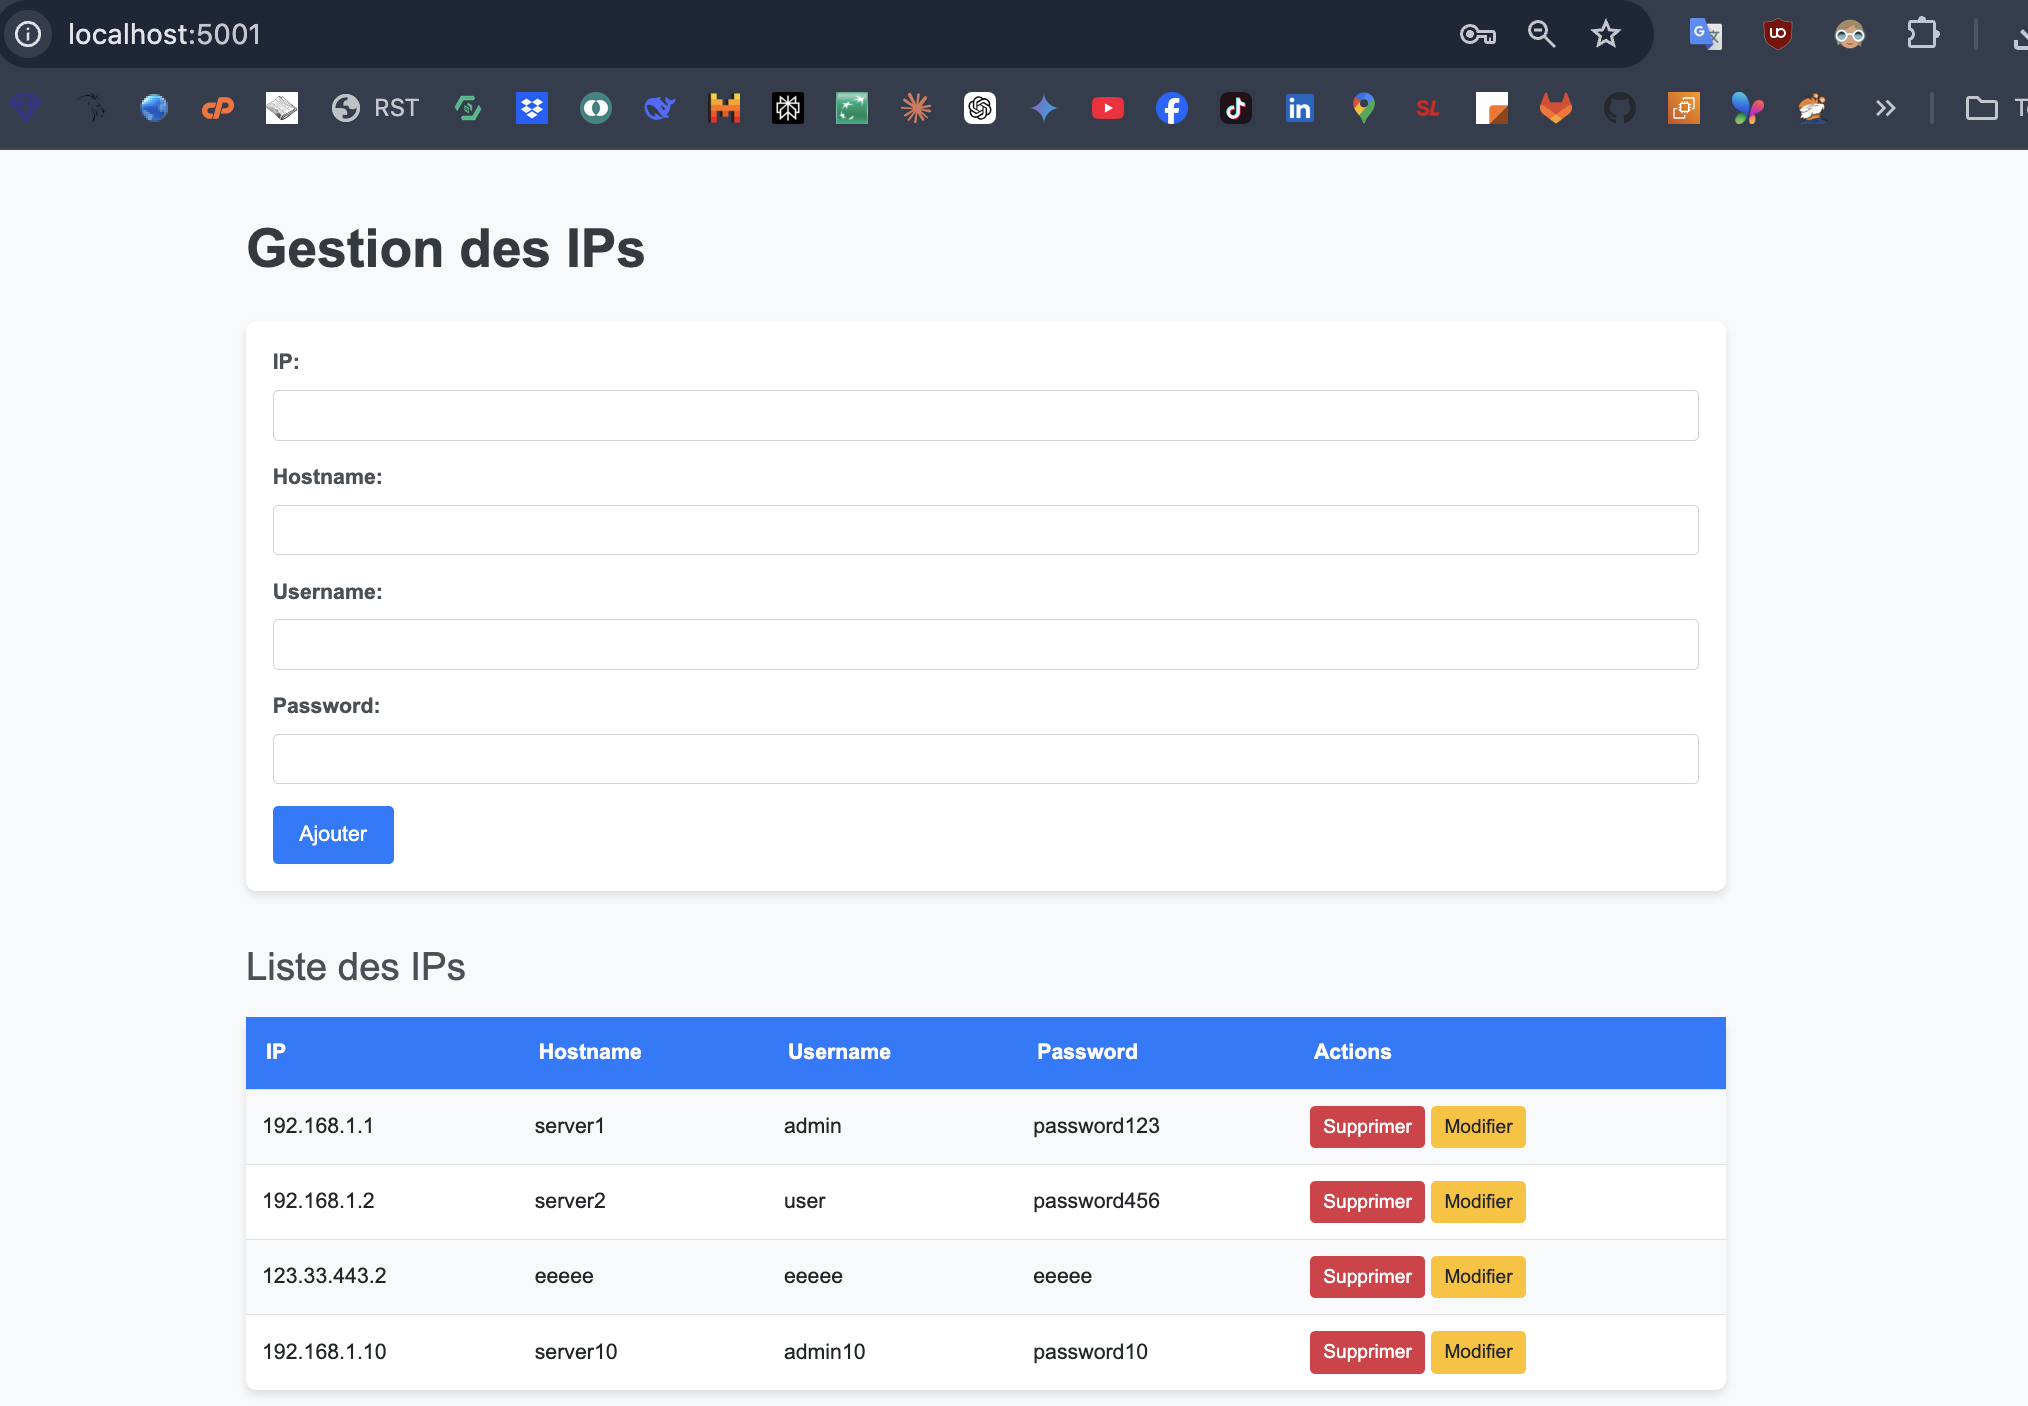 localhost:5001
RST
Gestion des IPs
IP:
Hostname:
Username:
Password:
Ajouter
Liste des IPs
IP Hostname Username Password Actions
192.168.1.1 server1 admin password123 Supprimer Modifier
192.168.1.2 server2 user password456 Supprimer Modifier
123.33.443.2 eeeee eeeee eeeee Supprimer Modifier
192.168.1.10 server10 admin10 password10 Supprimer Modifier